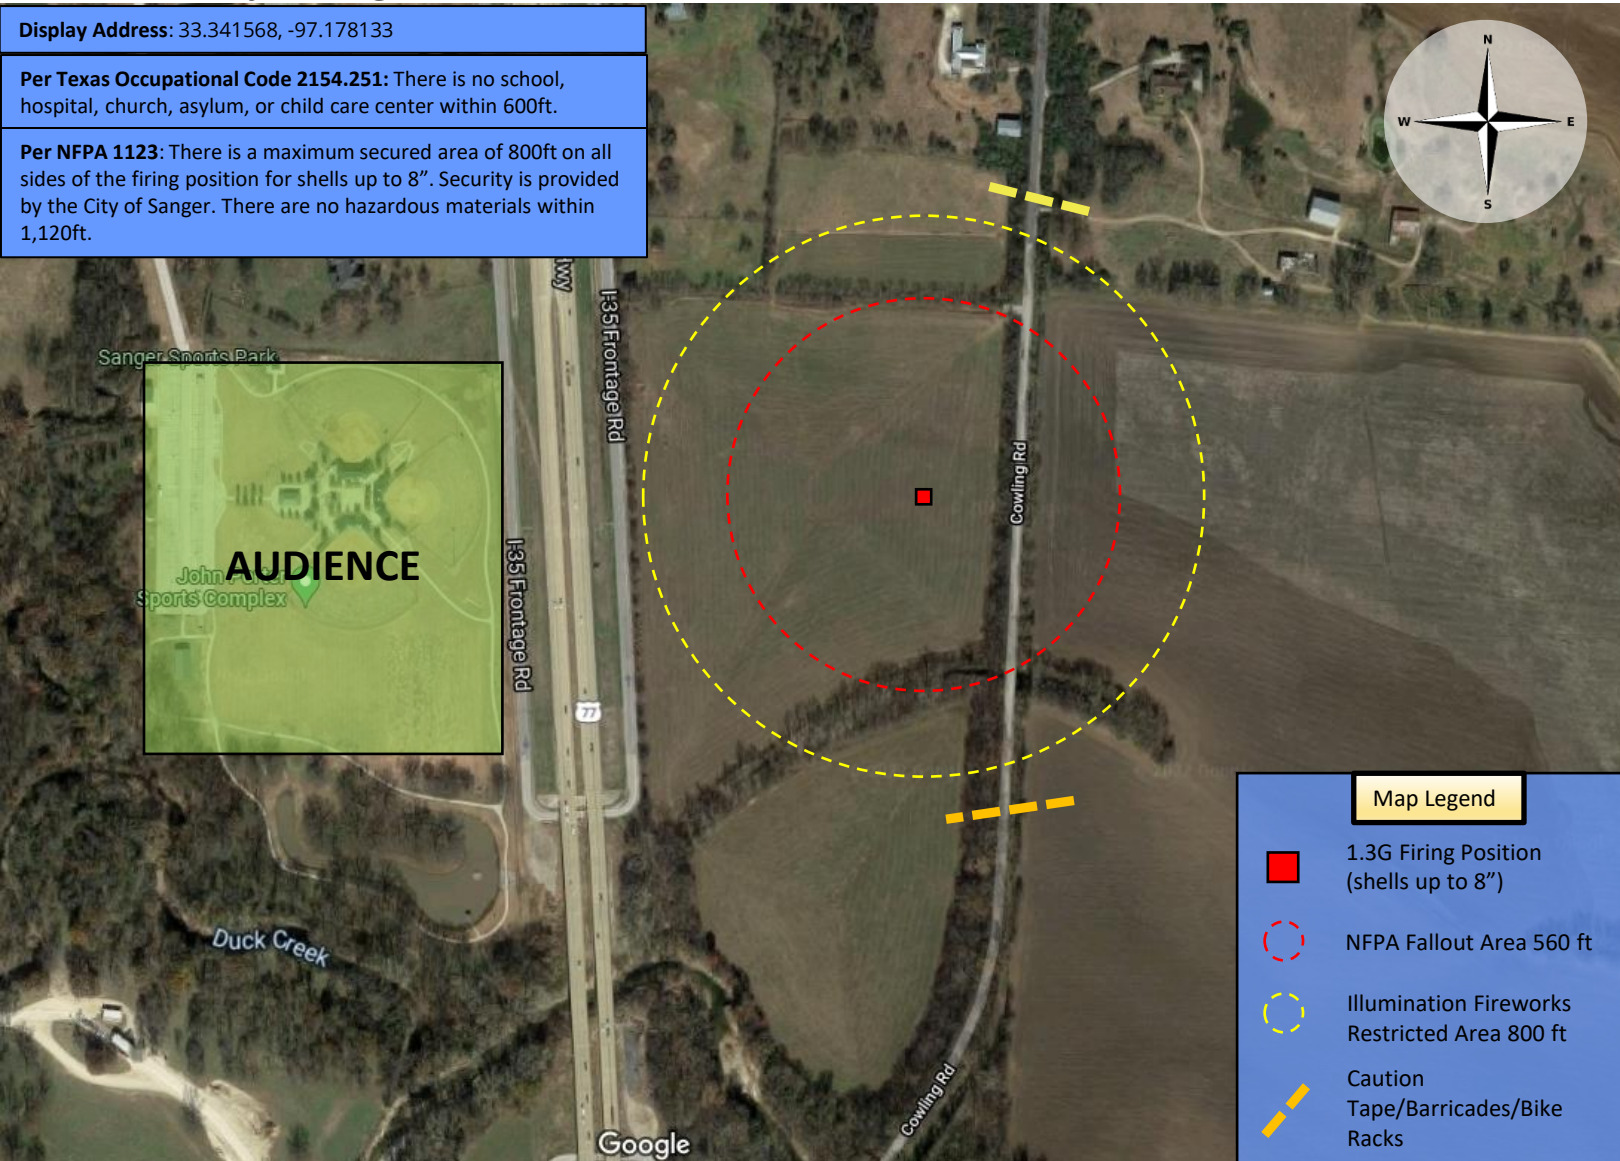 Display Address: 33.341568, -97.178133
Per Texas Occupational Code 2154.251: There is no school,
hospital, church, asylum, or child care center within 600ft.
Per NFPA 1123: There is a maximum secured area of 800ft on all
sides of the firing position for shells up to 8”. Security is provided
by the City of Sanger. There are no hazardous materials within
1,120ft.
N
W
E
S
Hwy
I-35 Frontage Rd
Sanger Sports Park
Cowling Rd
AUDIENCE
John Porter
Sports Complex
I-35 Frontage Rd
77
Duck Creek
Cowling Rd
Google
Map Legend
1.3G Firing Position
(shells up to 8”)
NFPA Fallout Area 560 ft
Illumination Fireworks
Restricted Area 800 ft
Caution
Tape/Barricades/Bike
Racks